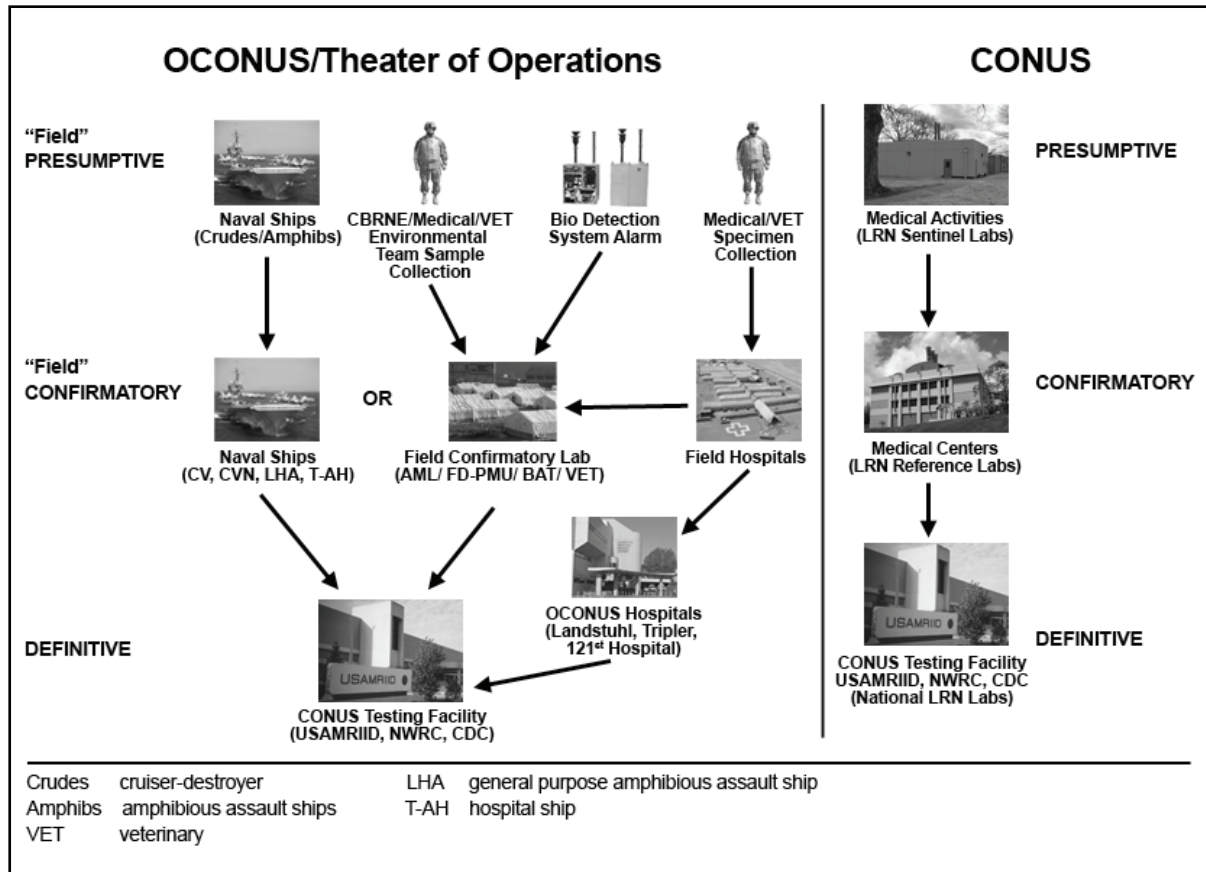 OCONUS/Theater of Operations
CONUS
“Field”
PRESUMPTIVE
Naval Ships
(Crudes/Amphibs)
CBRNE/Medical/VET
Environmental
Team Sample
Collection
Bio Detection
System Alarm
Medical/VET
Specimen
Collection
Medical Activities
(LRN Sentinel Labs)
PRESUMPTIVE
“Field”
CONFIRMATORY
Naval Ships
(CV, CVN, LHA, T-AH)
OR
Field Confirmatory Lab
(AML/ FD-PMU/ BAT/ VET)
Field Hospitals
Medical Centers
(LRN Reference Labs)
CONFIRMATORY
OCONUS Hospitals
(Landstuhl, Tripler,
121st Hospital)
DEFINITIVE
USAMRIID
CONUS Testing Facility
(USAMRIID, NWRC, CDC)
USAMRIID
CONUS Testing Facility
USAMRIID, NWRC, CDC
(National LRN Labs)
DEFINITIVE
Crudes cruiser-destroyer
Amphibs amphibious assault ships
VET veterinary
LHA general purpose amphibious assault ship
T-AH hospital ship